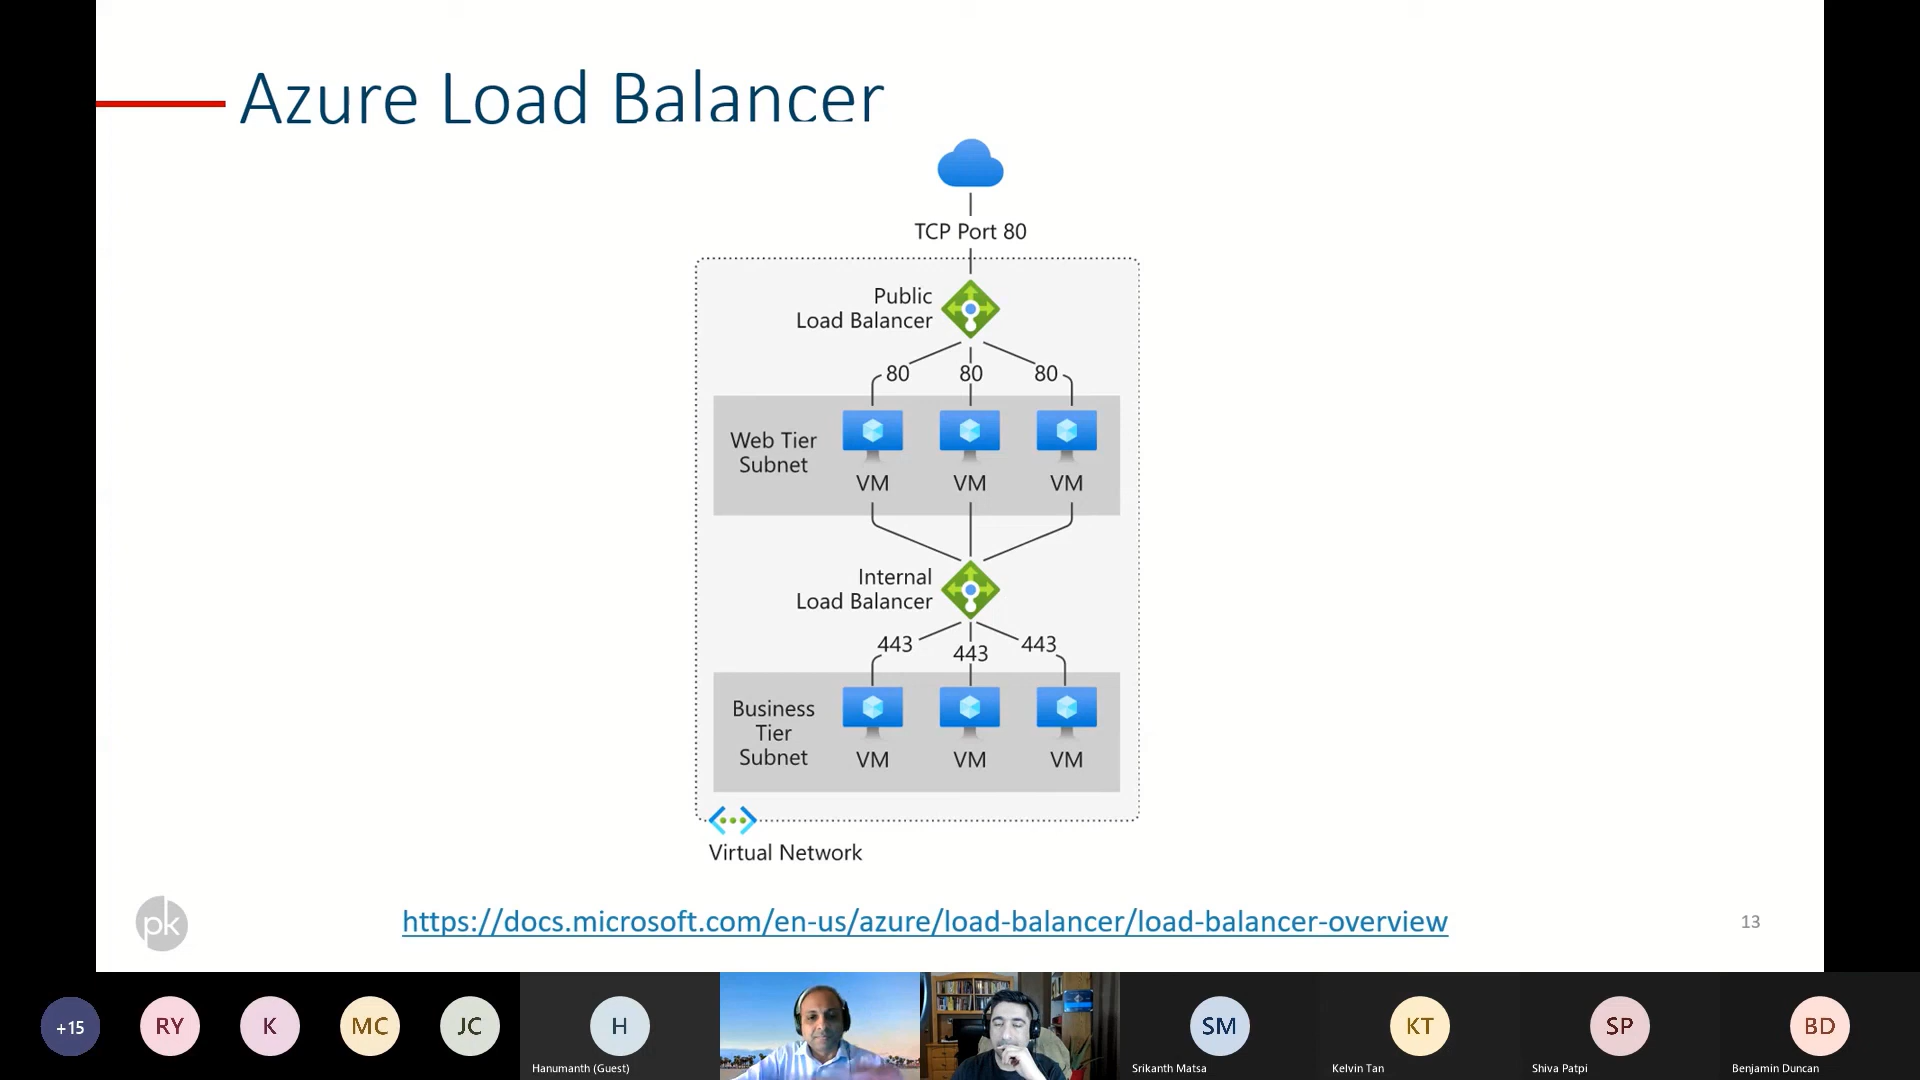 Azure Load Balancer
TCP Port 80
Public
Load Balancer
80
80
80
Web Tier
Subnet
VM
VM
VM
Internal
Load Balancer
443
443
443
Business
Tier
Subnet
VM
VM
VM
Virtual Network
pk
https://docs.microsoft.com/en-us/azure/load-balancer/load-balancer-overview
13
+15
RY
K
MC
JC
H
Hanumanth (Guest)
SM
Srikanth Matsa
KT
Kelvin Tan
SP
Shiva Patpi
BD
Benjamin Duncan